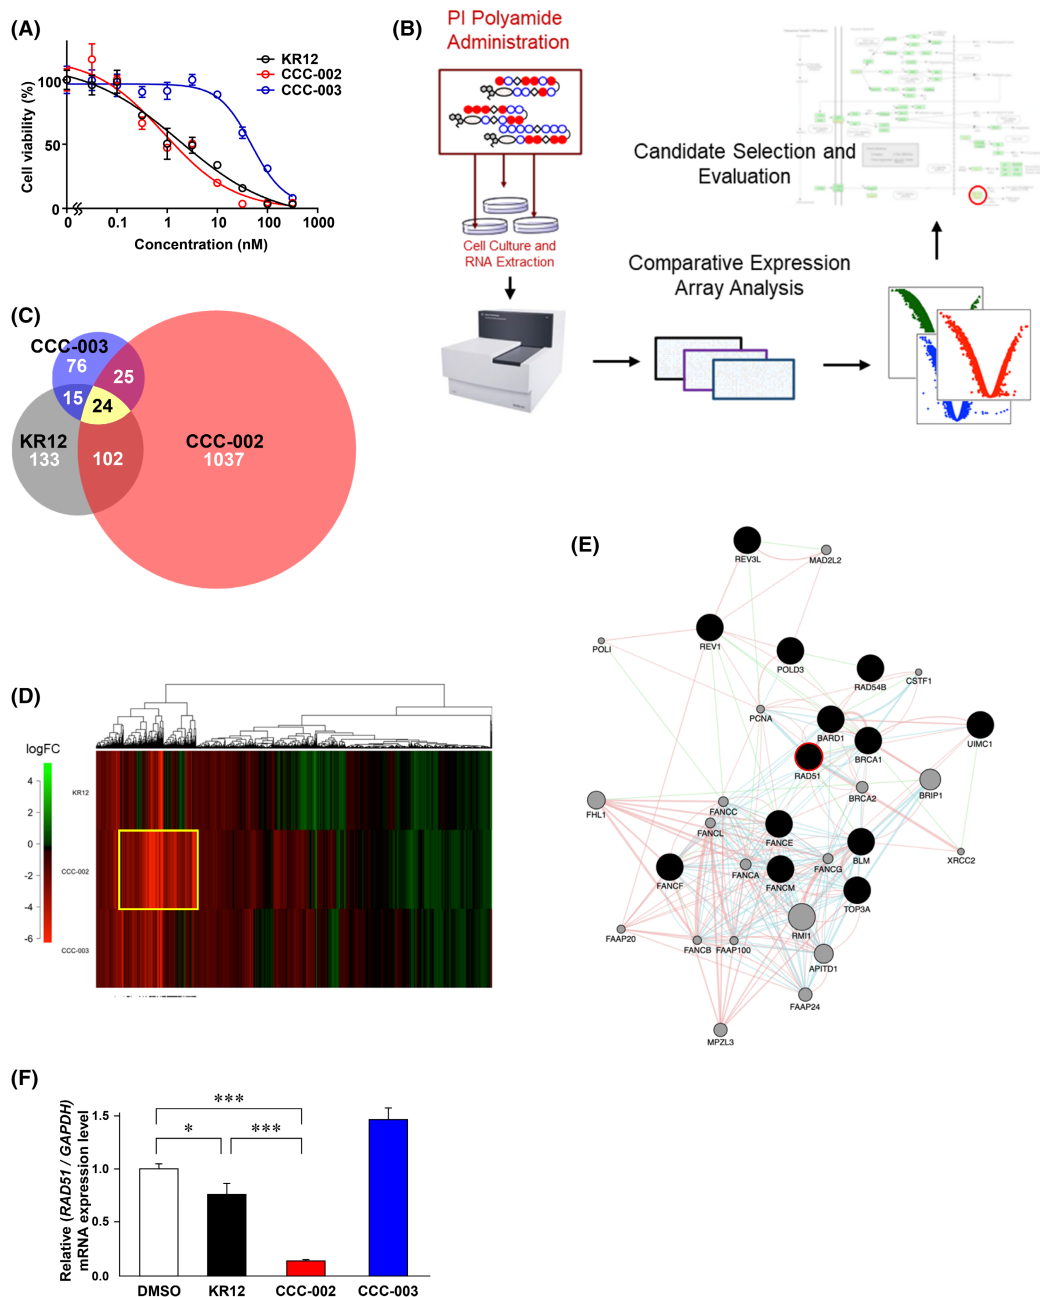 (A)
KR12
CCC-002
CCC-003
Cell viability (%)
100
50
0
0
0.1
1
10
100
1000
Concentration (nM)
(B)
PI Polyamide
Administration
Cell Culture and
RNA Extraction
Candidate Selection and
Evaluation
Comparative Expression
Array Analysis
(C)
CCC-003
76
25
15
24
KR12
133
102
CCC-002
1037
(D)
logFC
4
2
0
-2
-4
-6
KR12
CCC-002
CCC-003
(E)
REV3L
MAD2L2
REV1
POLI
POLD3
RAD54B
CSTF1
PCNA
BARD1
UIMC1
BRCA1
RAD51
BRCA2
BRIP1
FHL1
FANCC
FANCL
FANCE
BLM
XRCC2
FANCG
FANCA
FANCF
FANCM
TOP3A
RMI1
FAAP20
FANCB
FAAP100
APITD1
FAAP24
MPZL3
(F)
Relative (RAD51 / GAPDH)
mRNA expression level
1.5
1.0
0.5
0.0
***
*
***
DMSO
KR12
CCC-002
CCC-003